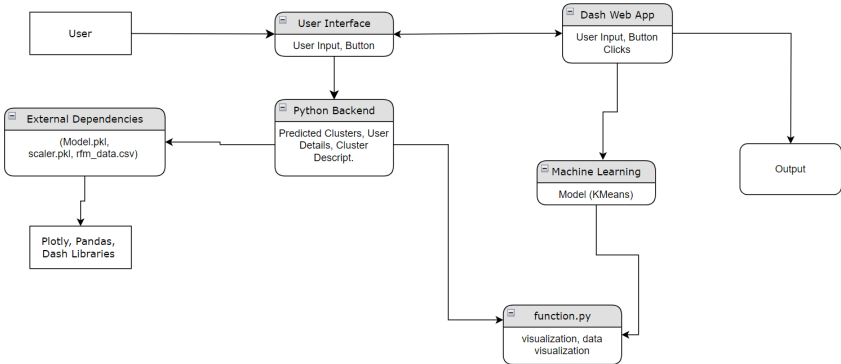 User
User Interface
User Input, Button
Dash Web App
User Input, Button
Clicks
External Dependencies
(Model.pkl,
scaler.pkl, rfm_data.csv)
Python Backend
Predicted Clusters, User
Details, Cluster
Descript.
Machine Learning
Model (KMeans)
Output
Plotly, Pandas,
Dash Libraries
function.py
visualization, data
visualization